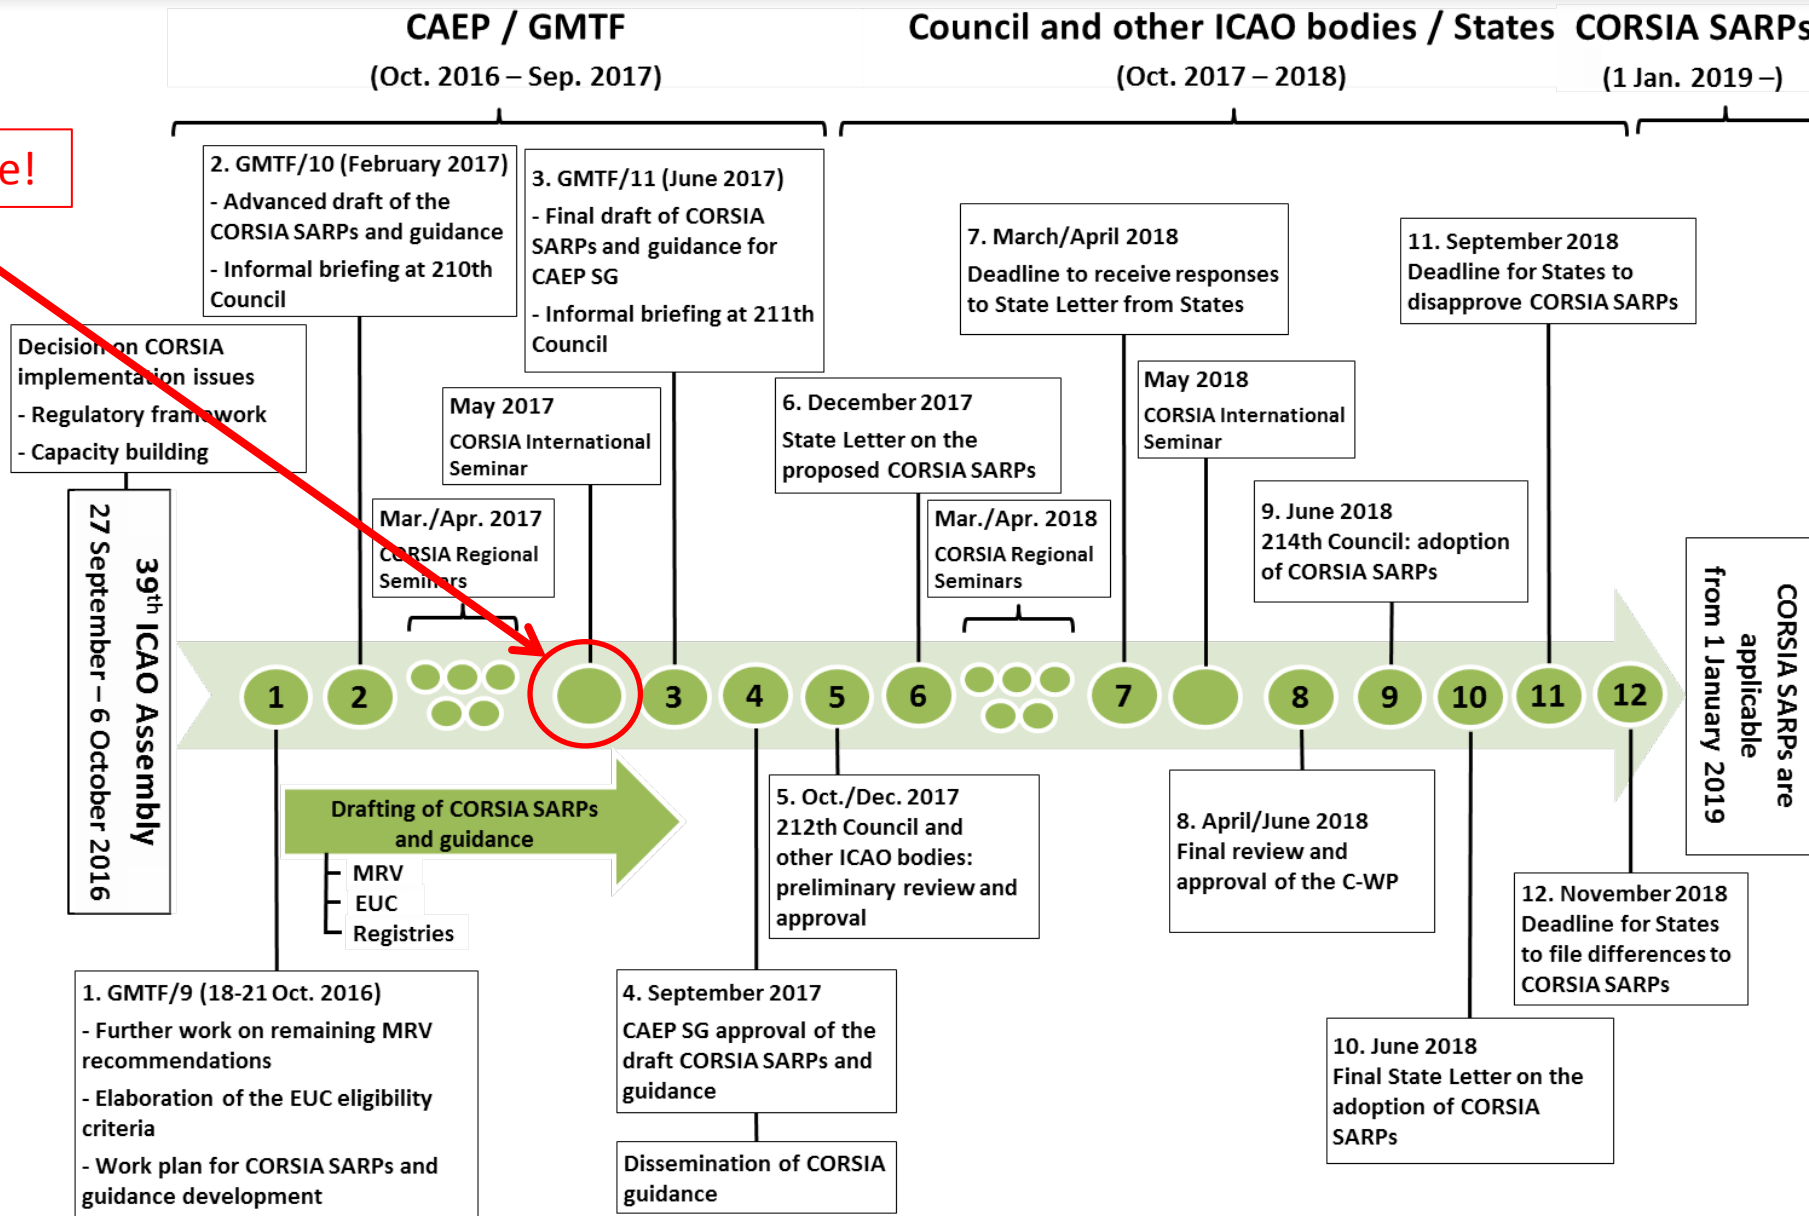 CAEP / GMTF
(Oct. 2016 – Sep. 2017)
Council and other ICAO bodies / States
(Oct. 2017 – 2018)
CORSIA SARPs
(1 Jan. 2019 –)
e!
2. GMTF/10 (February 2017)
- Advanced draft of the
CORSIA SARPs and guidance
- Informal briefing at 210th
Council
3. GMTF/11 (June 2017)
- Final draft of CORSIA
SARPs and guidance for
CAEP SG
- Informal briefing at 211th
Council
7. March/April 2018
Deadline to receive responses
to State Letter from States
11. September 2018
Deadline for States to
disapprove CORSIA SARPs
Decision on CORSIA
implementation issues
- Regulatory framework
- Capacity building
May 2017
CORSIA International
Seminar
6. December 2017
State Letter on the
proposed CORSIA SARPs
May 2018
CORSIA International
Seminar
Mar./Apr. 2017
CORSIA Regional
Seminars
Mar./Apr. 2018
CORSIA Regional
Seminars
9. June 2018
214th Council: adoption
of CORSIA SARPs
39th ICAO Assembly
27 September – 6 October 2016
1
2
3
4
5
6
7
8
9
10
11
12
CORSIA SARPs are
applicable
from 1 January 2019
Drafting of CORSIA SARPs
and guidance
MRV
EUC
Registries
5. Oct./Dec. 2017
212th Council and
other ICAO bodies:
preliminary review and
approval
8. April/June 2018
Final review and
approval of the C-WP
12. November 2018
Deadline for States
to file differences to
CORSIA SARPs
1. GMTF/9 (18-21 Oct. 2016)
- Further work on remaining MRV
recommendations
- Elaboration of the EUC eligibility
criteria
- Work plan for CORSIA SARPs and
guidance development
4. September 2017
CAEP SG approval of the
draft CORSIA SARPs and
guidance
Dissemination of CORSIA
guidance
10. June 2018
Final State Letter on the
adoption of CORSIA
SARPs